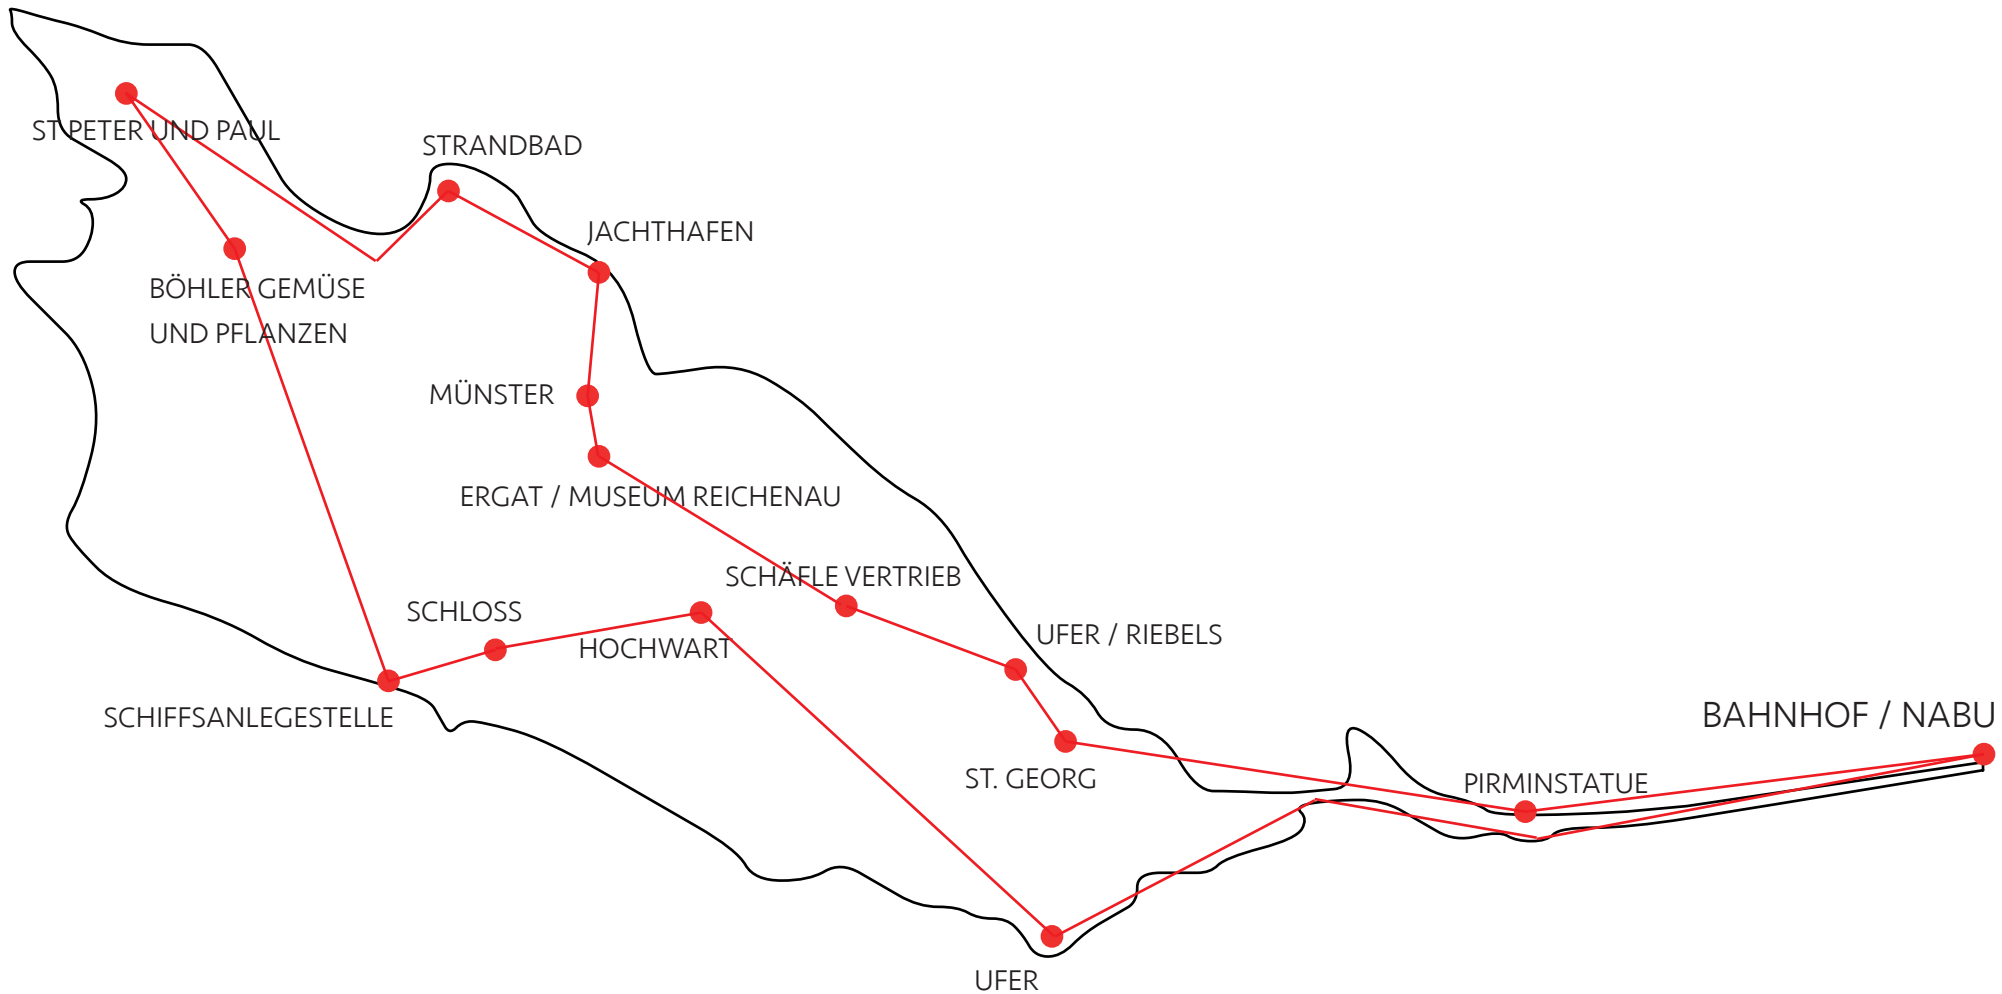 ST PETER UND PAUL
STRANDBAD
JACHTHAFEN
BÖHLER GEMÜSE
UND PFLANZEN
MÜNSTER
ERGAT / MUSEUM REICHENAU
SCHÄFLE VERTRIEB
SCHLOSS
HOCHWART
UFER / RIEBELS
SCHIFFSANLEGESTELLE
BAHNHOF / NABU
ST. GEORG
PIRMINSTATUE
UFER